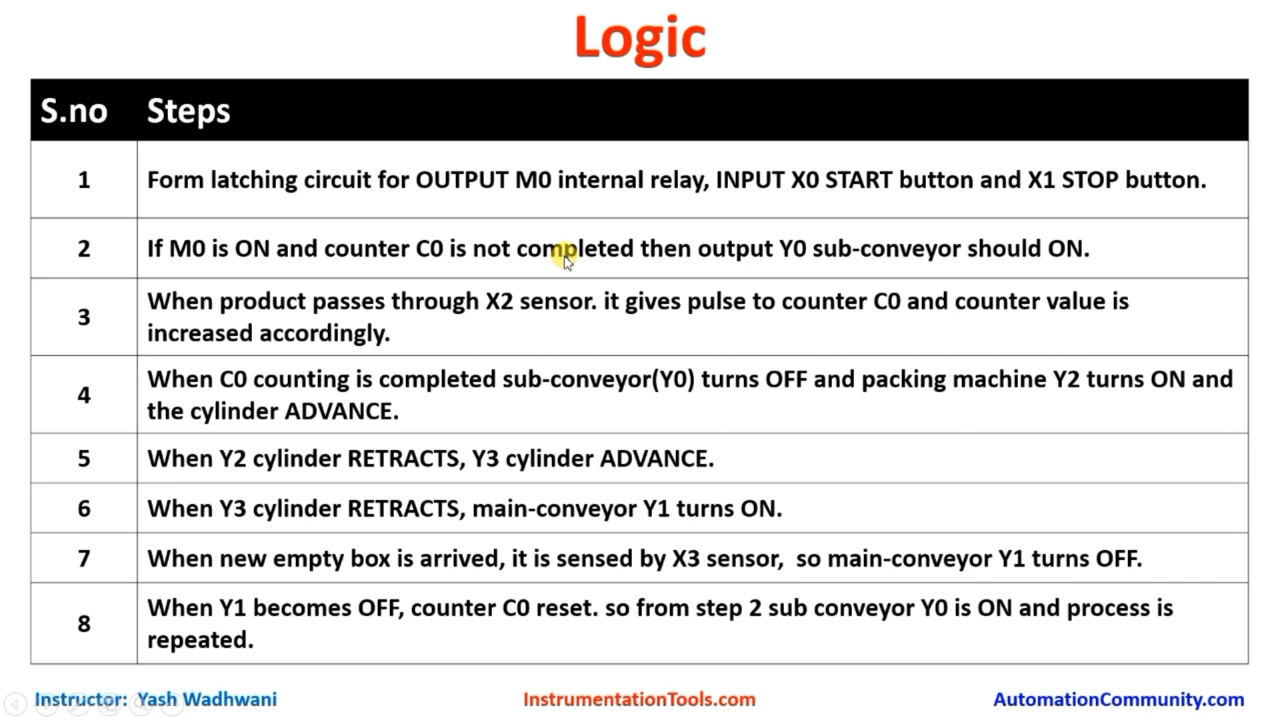 Logic
S.no Steps
1 Form latching circuit for OUTPUT M0 internal relay, INPUT X0 START button and X1 STOP button.
2 If M0 is ON and counter C0 is not completed then output Y0 sub-conveyor should ON.
3 When product passes through X2 sensor. it gives pulse to counter C0 and counter value is
increased accordingly.
4 When C0 counting is completed sub-conveyor(Y0) turns OFF and packing machine Y2 turns ON and
the cylinder ADVANCE.
5 When Y2 cylinder RETRACTS, Y3 cylinder ADVANCE.
6 When Y3 cylinder RETRACTS, main-conveyor Y1 turns ON.
7 When new empty box is arrived, it is sensed by X3 sensor, so main-conveyor Y1 turns OFF.
8 When Y1 becomes OFF, counter C0 reset. so from step 2 sub conveyor Y0 is ON and process is
repeated.
Instructor: Yash Wadhwani InstrumentationTools.com AutomationCommunity.com